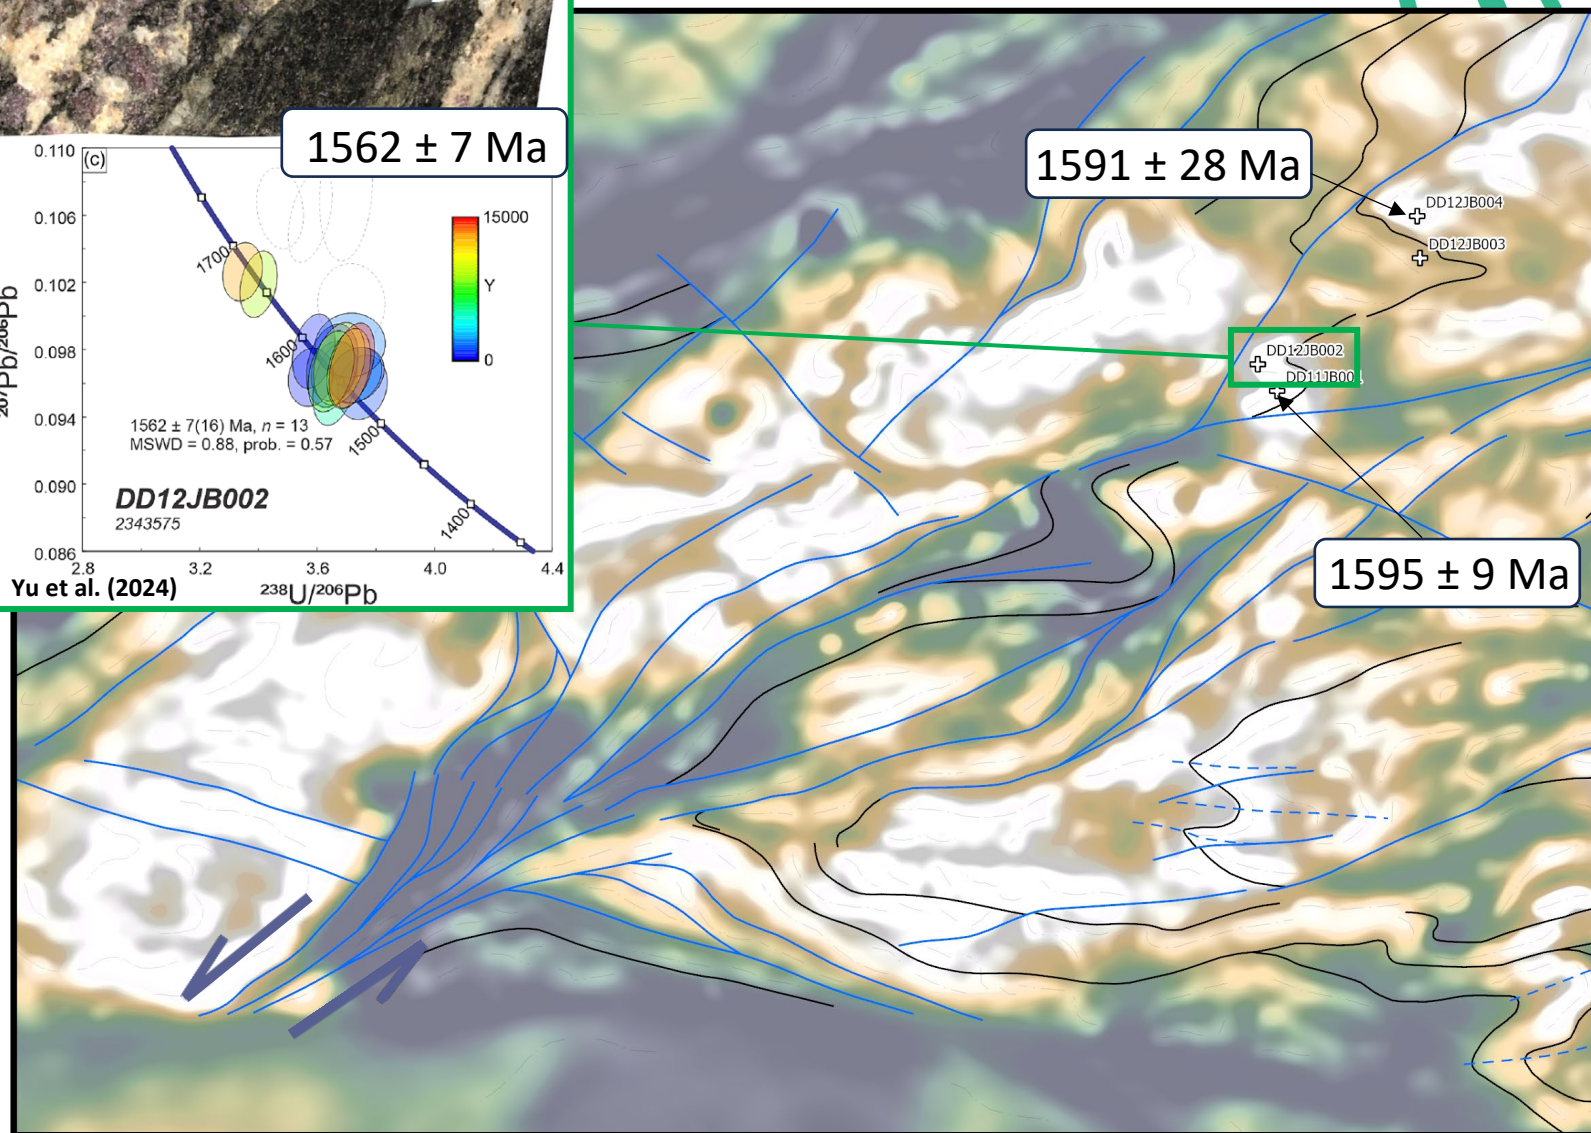 1562 ± 7 Ma
0.110
(c)
0.106
0.102
0.098
0.094
0.090
0.086
²⁰⁷Pb/²⁰⁶Pb
1700
1600
1500
1400
15000
Y
0
1562 ± 7(16) Ma, n = 13
MSWD = 0.88, prob. = 0.57
DD12JB002
2343575
2.8
3.2
3.6
4.0
4.4
Yu et al. (2024)
²³⁸U/²⁰⁶Pb
1591 ± 28 Ma
DD12JB004
DD12JB003
DD12JB002
DD11JB001
1595 ± 9 Ma